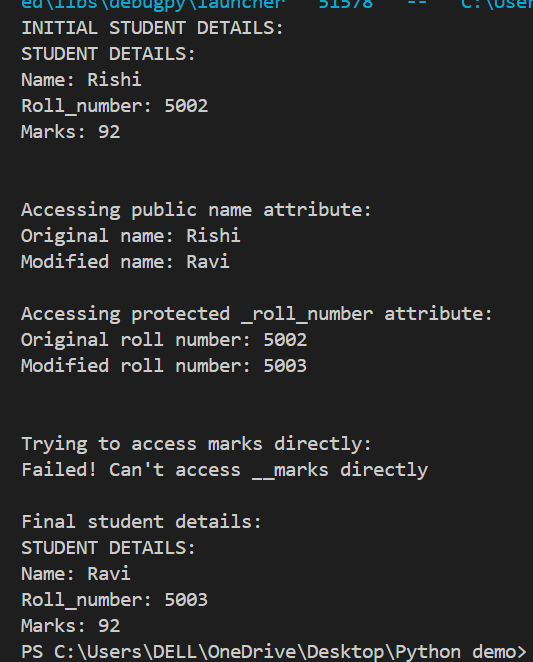 ed\libs\debugpy\launcher 51578 -- C:\User
INITIAL STUDENT DETAILS:
STUDENT DETAILS:
Name: Rishi
Roll_number: 5002
Marks: 92
Accessing public name attribute:
Original name: Rishi
Modified name: Ravi
Accessing protected _roll_number attribute:
Original roll number: 5002
Modified roll number: 5003
Trying to access marks directly:
Failed! Can't access __marks directly
Final student details:
STUDENT DETAILS:
Name: Ravi
Roll_number: 5003
Marks: 92
PS C:\Users\DELL\OneDrive\Desktop\Python demo>